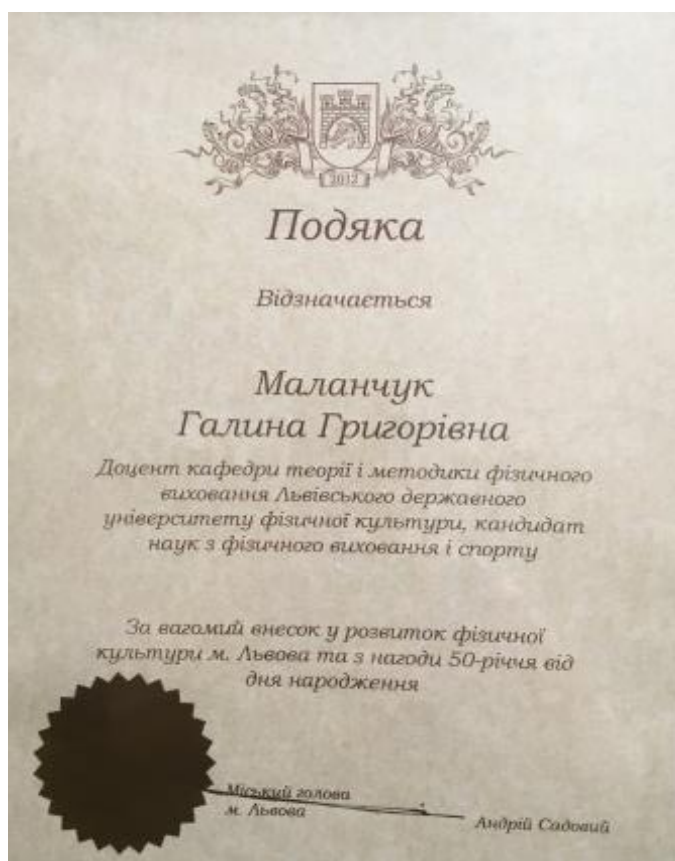 2012
Подяка
Відзначається
Маланчук
Галина Григорівна
Доцент кафедри теорії і методики фізичного
виховання Львівського державного
університету фізичної культури, кандидат
наук з фізичного виховання і спорту
За вагомий внесок у розвиток фізичної
культури м. Львова та з нагоди 50-річчя від
дня народження
Міський голова
м. Львова
Андрій Садовий